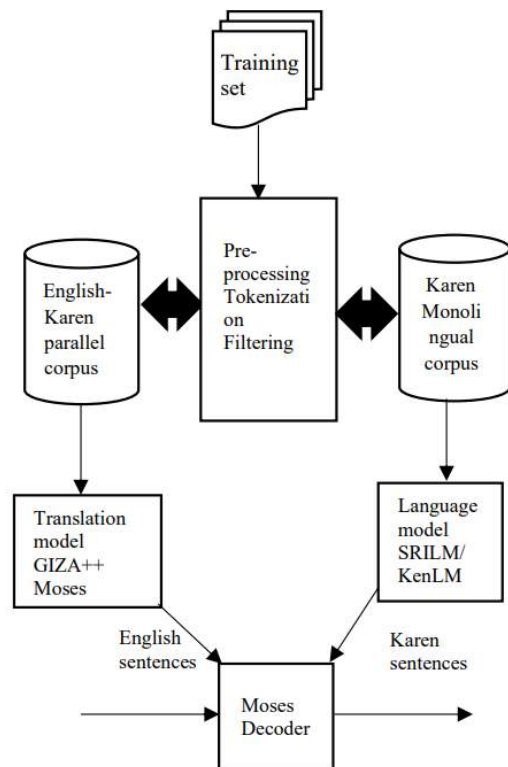 Training
set
Pre-
processing
Tokenizati
on
Filtering
English-
Karen
parallel
corpus
Karen
Monoli
ngual
corpus
Translation
model
GIZA++
Moses
Language
model
SRILM/
KenLM
English
sentences
Karen
sentences
Moses
Decoder